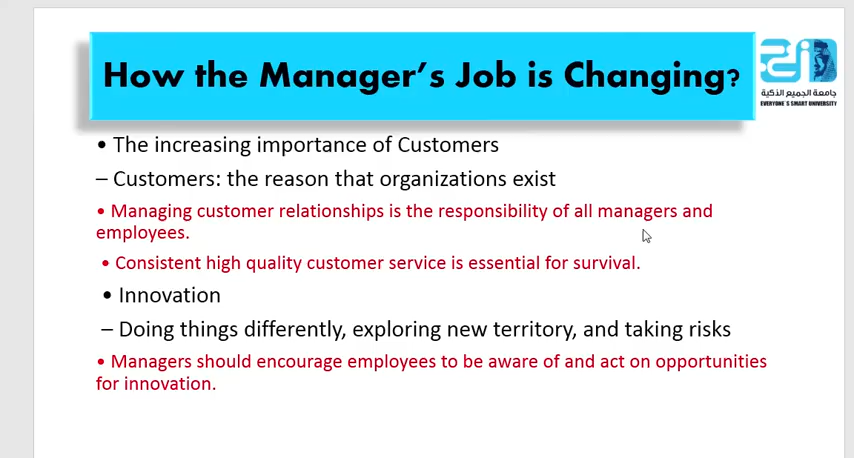 How the Manager's Job is Changing?
جامعة الجميع الذكية
EVERYONE'S SMART UNIVERSITY
• The increasing importance of Customers
– Customers: the reason that organizations exist
• Managing customer relationships is the responsibility of all managers and
employees.
• Consistent high quality customer service is essential for survival.
• Innovation
– Doing things differently, exploring new territory, and taking risks
• Managers should encourage employees to be aware of and act on opportunities
for innovation.